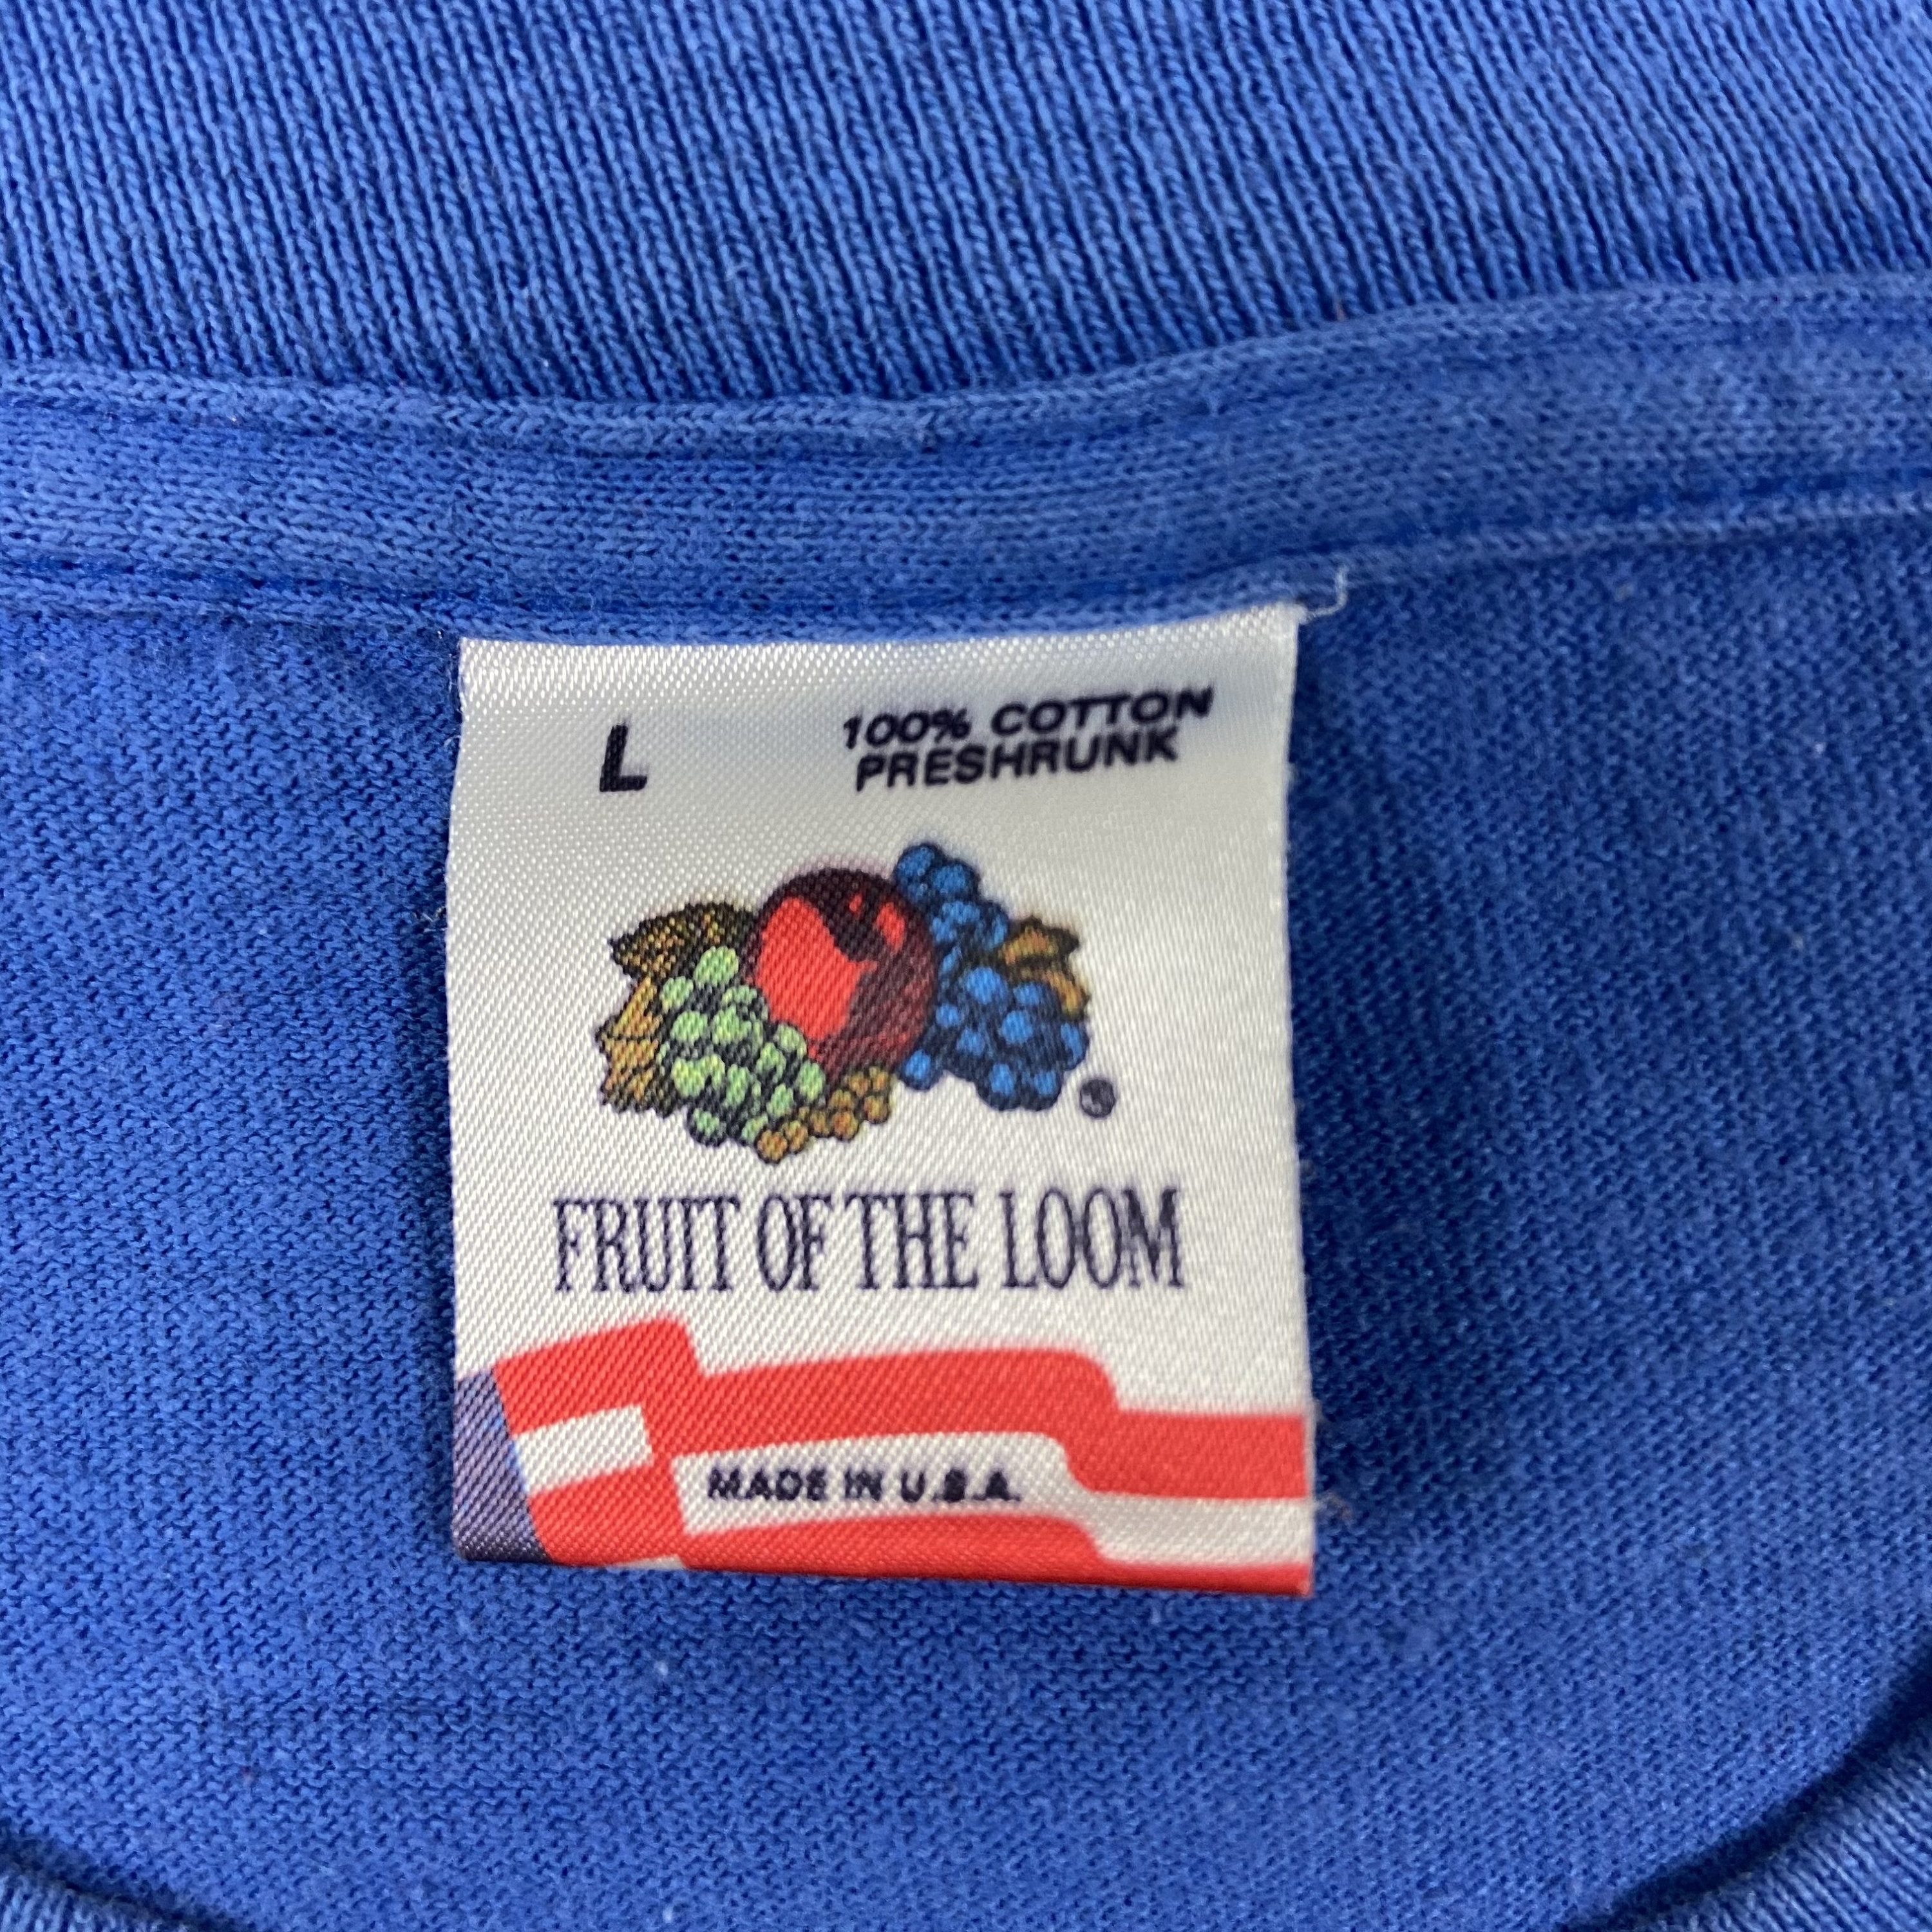 L
100% COTTON
PRESHRUNK
FRUIT OF THE LOOM
MADE IN U.S.A.